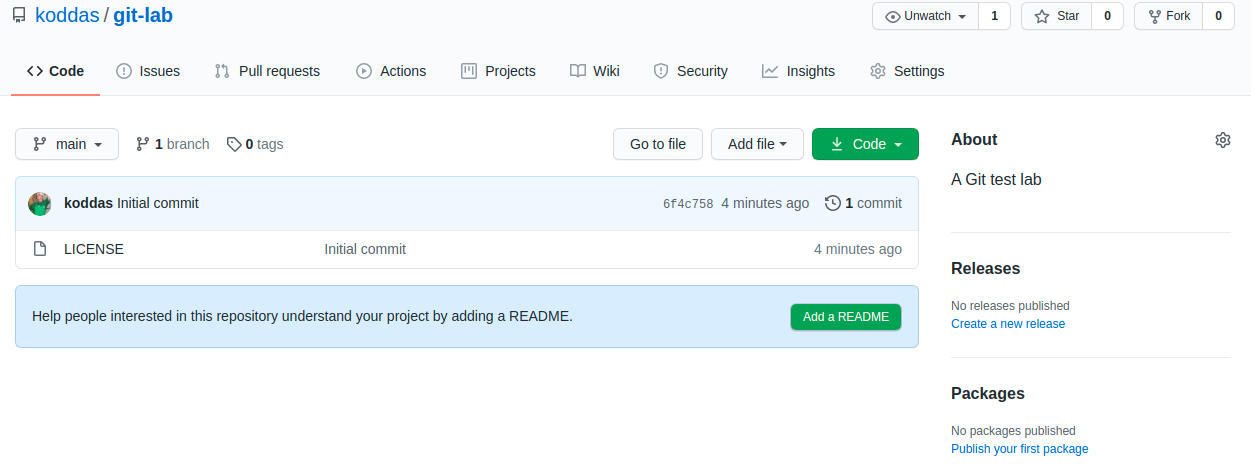 koddas / git-lab
Unwatch 1 Star 0 Fork 0
Code Issues Pull requests Actions Projects Wiki Security Insights Settings
main 1 branch 0 tags Go to file Add file Code
koddas Initial commit 6f4c758 4 minutes ago 1 commit
LICENSE Initial commit 4 minutes ago
Help people interested in this repository understand your project by adding a README. Add a README
About
A Git test lab
Releases
No releases published
Create a new release
Packages
No packages published
Publish your first package